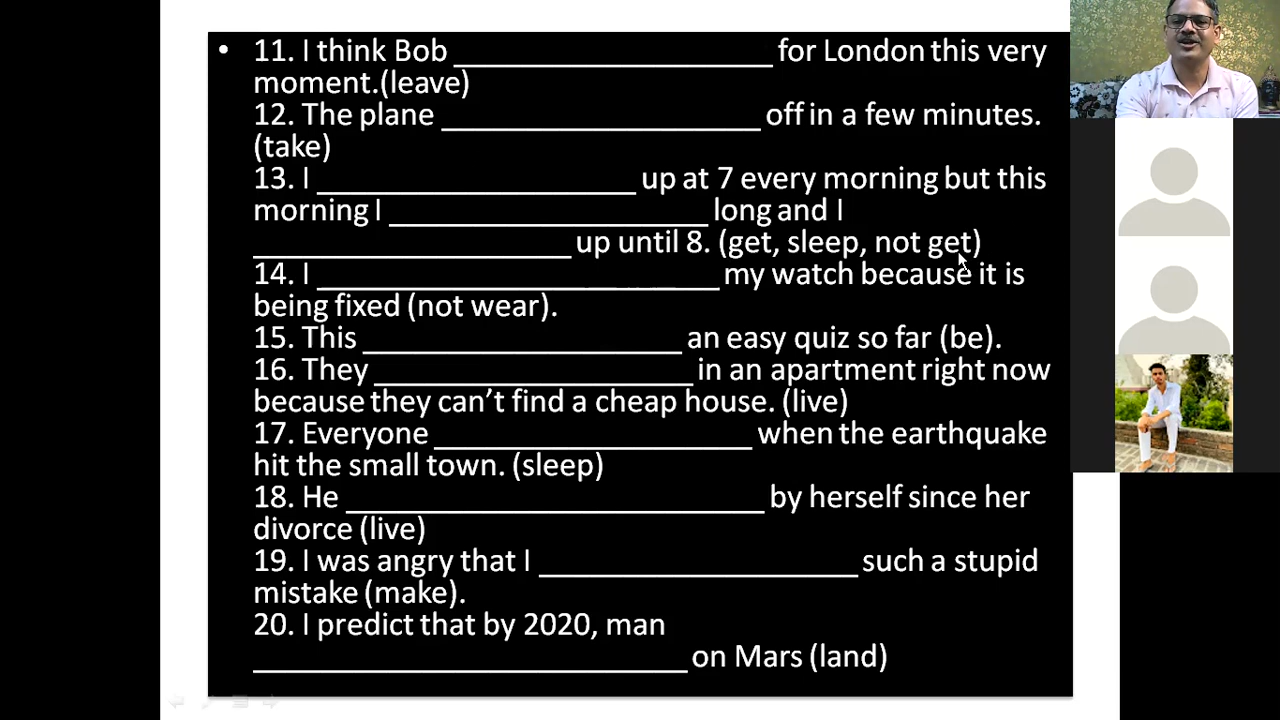 • 11. I think Bob ____________________ for London this very
moment.(leave)
12. The plane ____________________ off in a few minutes.
(take)
13. I ____________________ up at 7 every morning but this
morning I ____________________ long and I
____________________ up until 8. (get, sleep, not get)
14. I _________________________ my watch because it is
being fixed (not wear).
15. This ____________________ an easy quiz so far (be).
16. They ____________________ in an apartment right now
because they can’t find a cheap house. (live)
17. Everyone ____________________ when the earthquake
hit the small town. (sleep)
18. He __________________________ by herself since her
divorce (live)
19. I was angry that I ____________________ such a stupid
mistake (make).
20. I predict that by 2020, man
___________________________ on Mars (land)